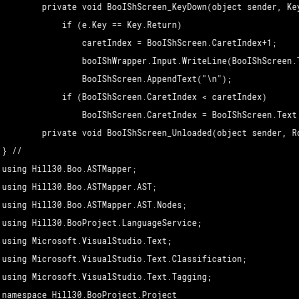 private void BooIShScreen_KeyDown(object sender, Key
if (e.Key == Key.Return)
caretIndex = BooIShScreen.CaretIndex+1;
booIShWrapper.Input.WriteLine(BooIShScreen.T
BooIShScreen.AppendText("\n");
if (BooIShScreen.CaretIndex < caretIndex)
BooIShScreen.CaretIndex = BooIShScreen.Text
private void BooIShScreen_Unloaded(object sender, Ro
} //
using Hill30.Boo.ASTMapper;
using Hill30.Boo.ASTMapper.AST;
using Hill30.Boo.ASTMapper.AST.Nodes;
using Hill30.BooProject.LanguageService;
using Microsoft.VisualStudio.Text;
using Microsoft.VisualStudio.Text.Classification;
using Microsoft.VisualStudio.Text.Tagging;
namespace Hill30.BooProject.Project